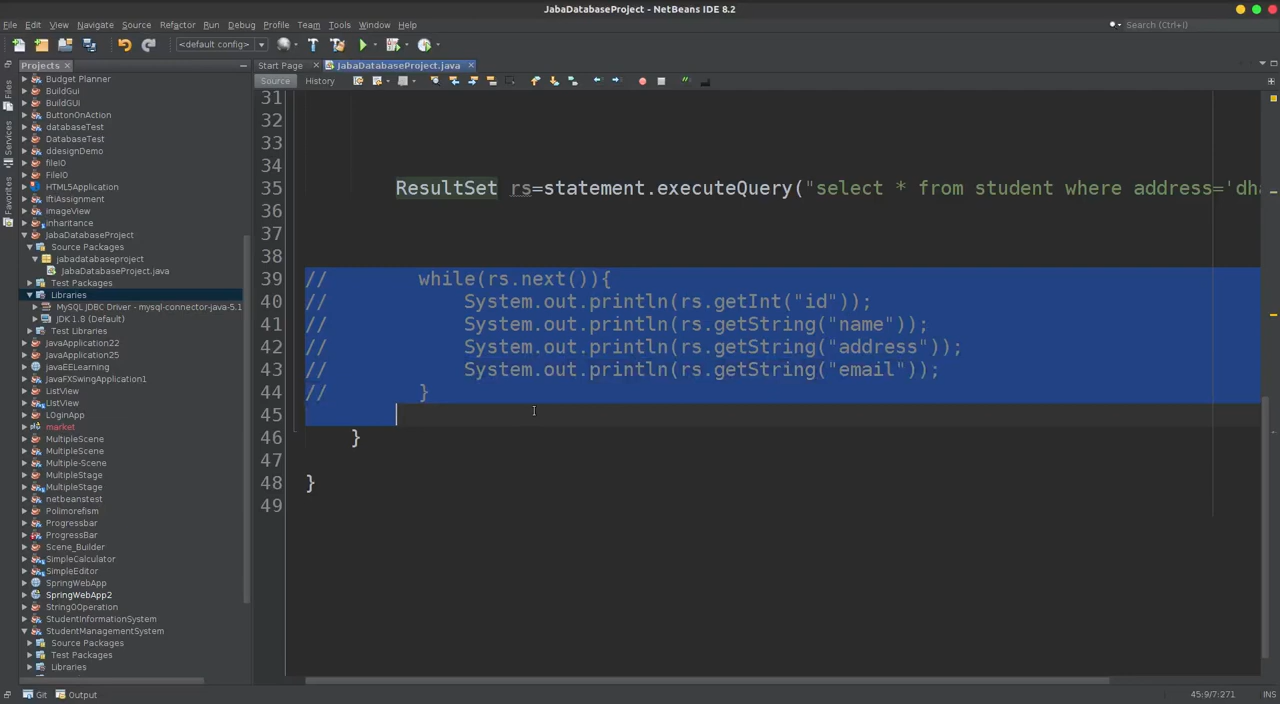 JabaDatabaseProject - NetBeans IDE 8.2
File Edit View Navigate Source Refactor Run Debug Profile Team Tools Window Help
Search (Ctrl+I)
<default config>
Projects
Start Page
JabaDatabaseProject.java
Source History
Files
Services
Favorites
Budget Planner
BuildGui
BuildGUI
ButtonOnAction
databaseTest
DatabaseTest
ddesignDemo
fileIO
FileIO
HTML5Application
IftiAssignment
imageView
inheritance
JabaDatabaseProject
Source Packages
jabadatabaseproject
JabaDatabaseProject.java
Test Packages
Libraries
MySQL JDBC Driver - mysql-connector-java-5.1
JDK 1.8 (Default)
Test Libraries
JavaApplication22
JavaApplication25
javaEELearning
JavaFXSwingApplication1
ListView
LIstView
LOginApp
market
MultipleScene
MultipleScene
Multiple-Scene
MultipleStage
MultipleStage
netbeanstest
Polimorefism
Progressbar
ProgressBar
Scene_Builder
SimpleCalculator
SimpleEditor
SpringWebApp
SpringWebApp2
StringOOperation
StudentInformationSystem
StudentManagementSystem
Source Packages
Test Packages
Libraries
31
32
33
34
35 ResultSet rs=statement.executeQuery("select * from student where address='dha
36
37
38
39 // while(rs.next()){
40 // System.out.println(rs.getInt("id"));
41 // System.out.println(rs.getString("name"));
42 // System.out.println(rs.getString("address"));
43 // System.out.println(rs.getString("email"));
44 // }
45
46 }
47
48 }
49
Git Output
45:9/7:271 INS